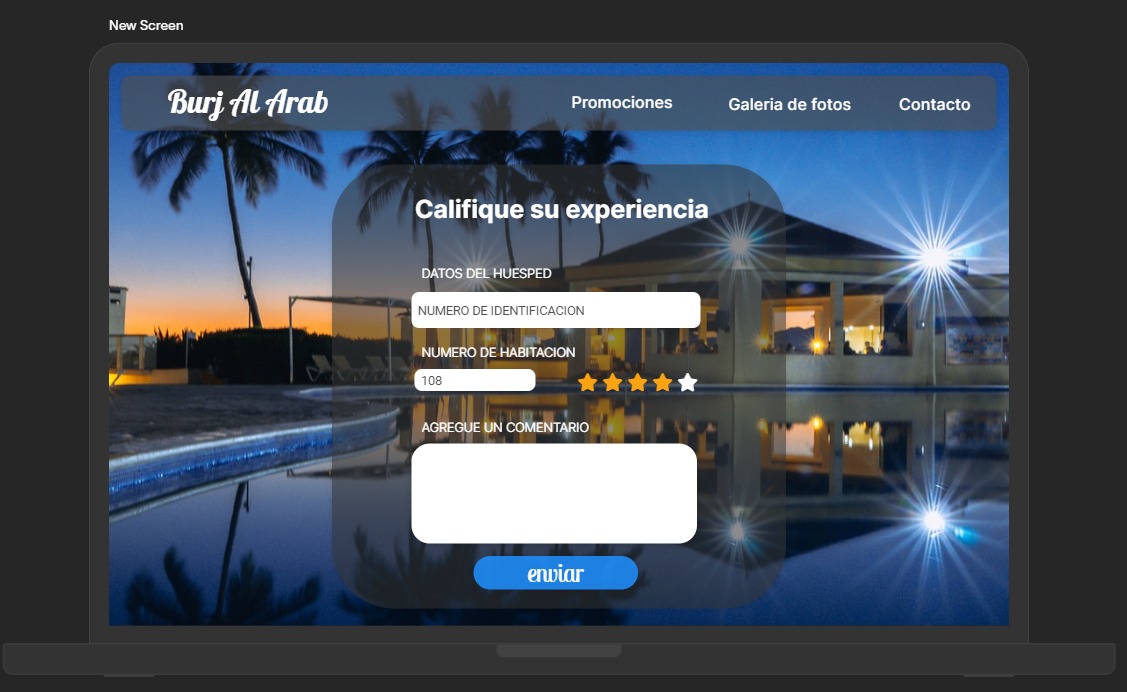 New Screen
Burj Al Arab
Promociones
Galeria de fotos
Contacto
Califique su experiencia
DATOS DEL HUESPED
NUMERO DE IDENTIFICACION
NUMERO DE HABITACION
108
AGREGUE UN COMENTARIO
enviar